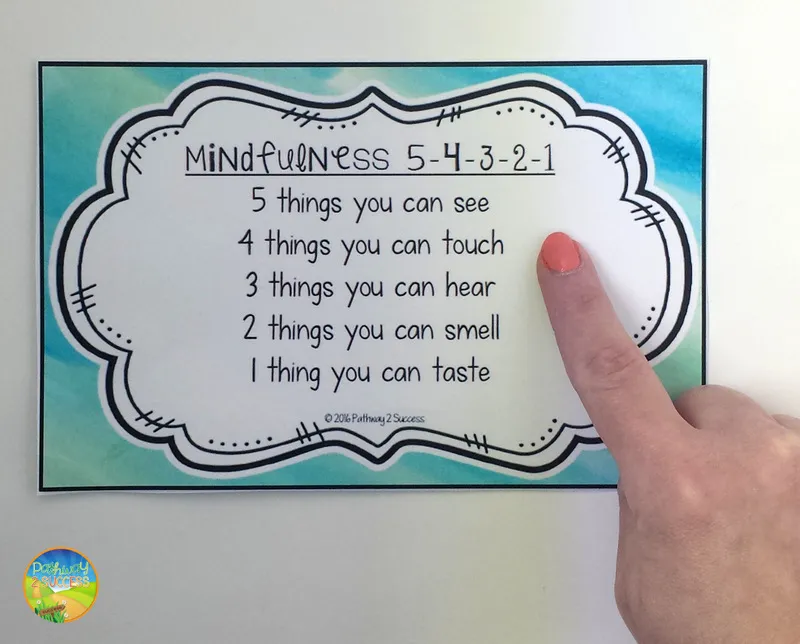 Mindfulness 5-4-3-2-1
5 things you can see
4 things you can touch
3 things you can hear
2 things you can smell
1 thing you can taste
© 2016 Pathway 2 Success
Pathway
2 SUCCESS